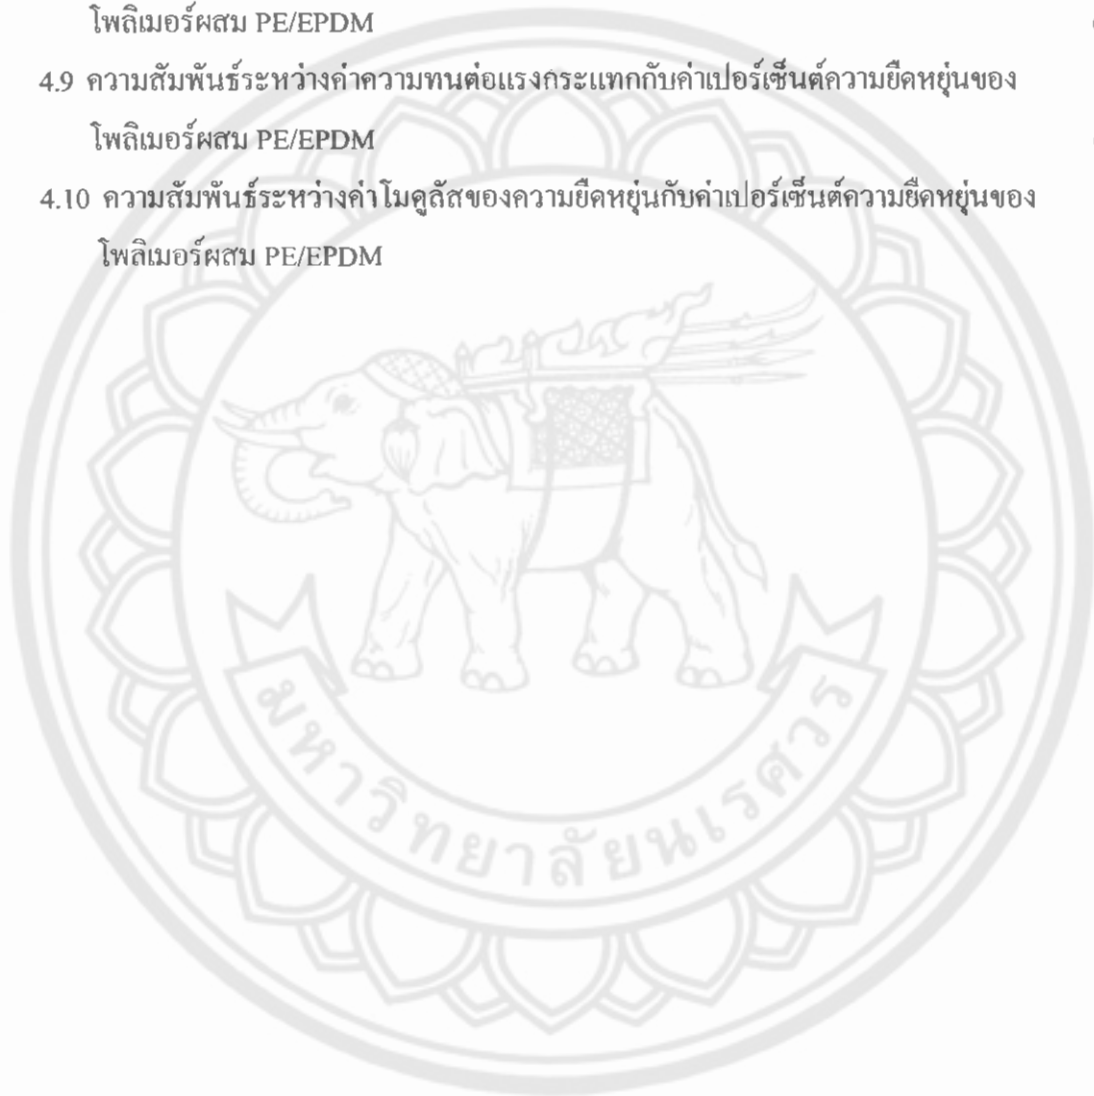 โพลิเมอร์ผสม PE/EPDM
4.9 ความสัมพันธ์ระหว่างค่าความทนต่อแรงกระแทกกับค่าเปอร์เซ็นต์ความยืดหยุ่นของ
โพลิเมอร์ผสม PE/EPDM
4.10 ความสัมพันธ์ระหว่างค่าโมดูลัสของความยืดหยุ่นกับค่าเปอร์เซ็นต์ความยืดหยุ่นของ
โพลิเมอร์ผสม PE/EPDM
มหาวิทยาลัยนเรศวร